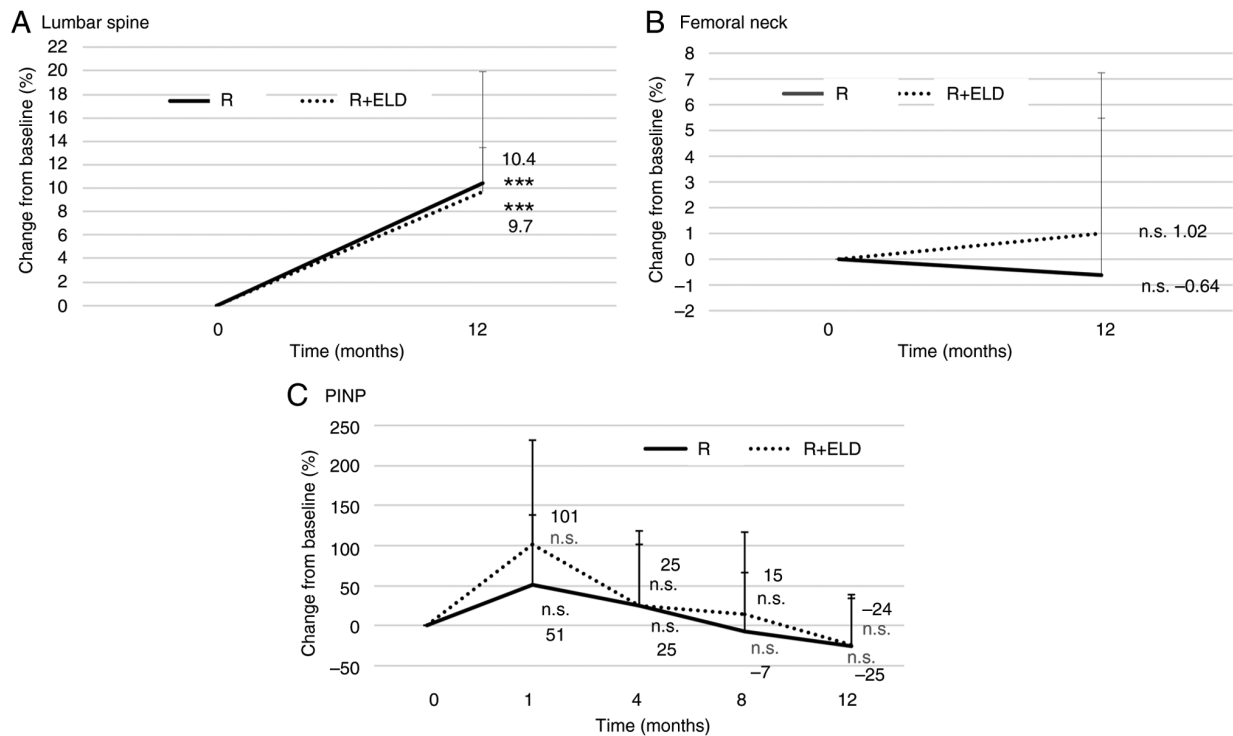 A Lumbar spine
Change from baseline (%)
22
20
18
16
14
12
10
8
6
4
2
0
R
R+ELD
10.4
***
***
9.7
0
12
Time (months)
B Femoral neck
Change from baseline (%)
8
7
6
5
4
3
2
1
0
–1
–2
R
R+ELD
n.s. 1.02
n.s. –0.64
0
12
Time (months)
C PINP
Change from baseline (%)
250
200
150
100
50
0
–50
R
R+ELD
101
n.s.
n.s.
51
25
n.s.
n.s.
25
15
n.s.
n.s.
–7
–24
n.s.
n.s.
–25
0
1
4
8
12
Time (months)